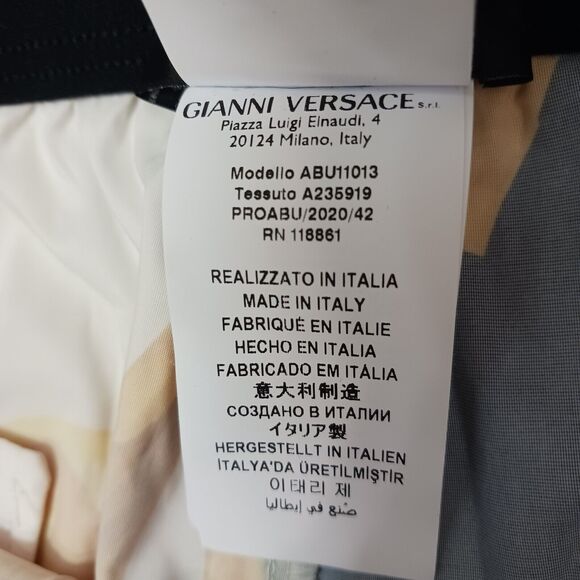 GIANNI VERSACE S.r.l.
Piazza Luigi Einaudi, 4
20124 Milano, Italy
Modello ABU11013
Tessuto A235919
PROABU/2020/42
RN 118861
REALIZZATO IN ITALIA
MADE IN ITALY
FABRIQUÉ EN ITALIE
HECHO EN ITALIA
FABRICADO EM ITÁLIA
意大利制造
СОЗДАНО В ИТАЛИИ
イタリア製
HERGESTELLT IN ITALIEN
İTALYA'DA ÜRETİLMİŞTİR
이태리 제
صنع في إيطاليا